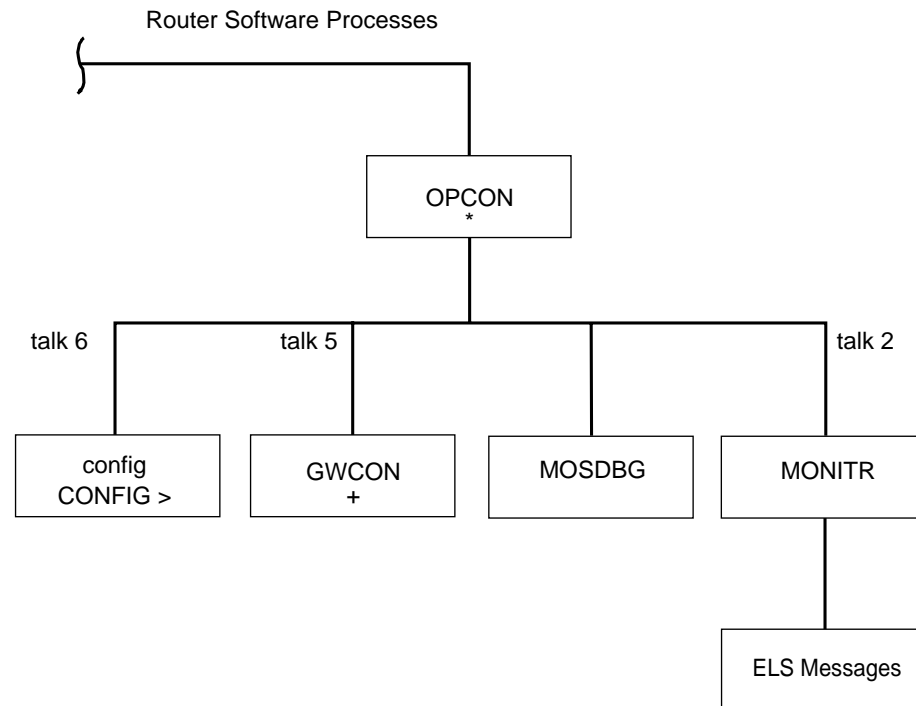 Router Software Processes
OPCON
*
talk 6
talk 5
talk 2
config
CONFIG >
GWCON
+
MOSDBG
MONITR
ELS Messages